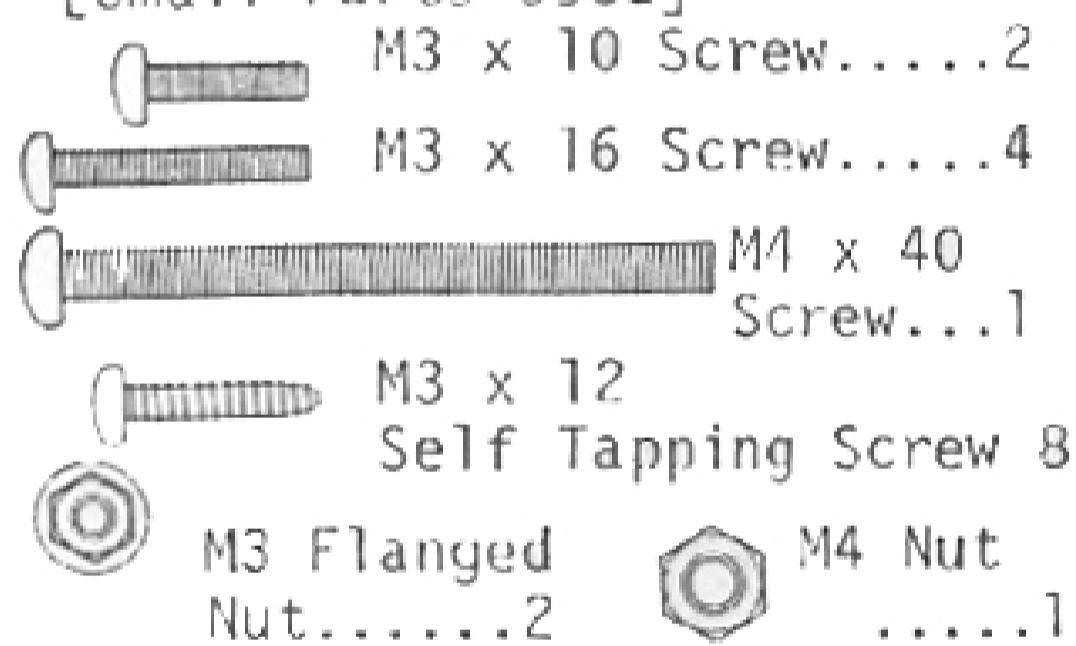 M3 x 10 Screw.....2
M3 x 16 Screw.....4
M4 x 40
Screw...1
M3 x 12
Self Tapping Screw 8
M3 Flanged
Nut......2
M4 Nut
.....1